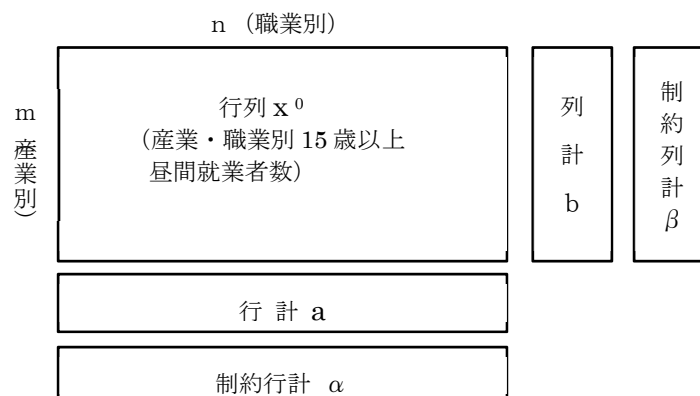 n （職業別）
m（産業別）
行列 x⁰
（産業・職業別 15 歳以上
昼間就業者数）
列計 b
制約列計 β
行 計 a
制約行計 α